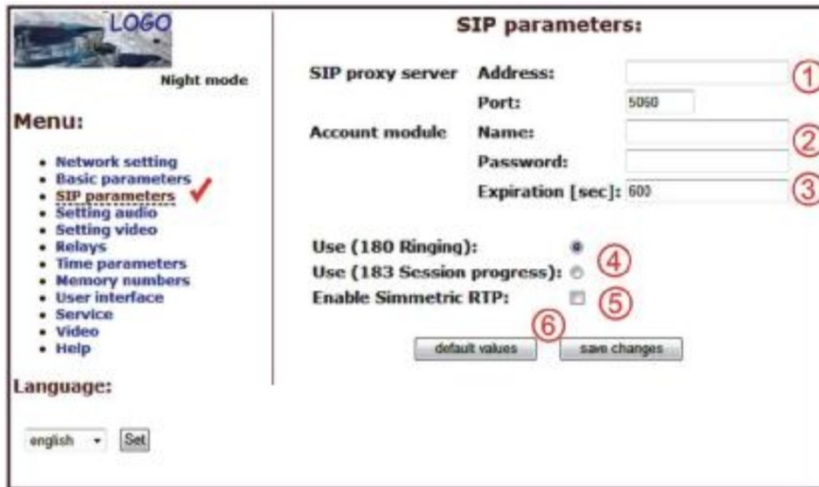 LOGO
Night mode
Menu:
Network setting
Basic parameters
SIP parameters
Setting audio
Setting video
Relays
Time parameters
Memory numbers
User interface
Service
Video
Help
Language:
english
Set
SIP parameters:
SIP proxy server Address: 1
Port: 5060
Account module Name: 2
Password:
Expiration [sec]: 600 3
Use (180 Ringing):
Use (183 Session progress): 4
Enable Simmetric RTP: 5
6
default values save changes